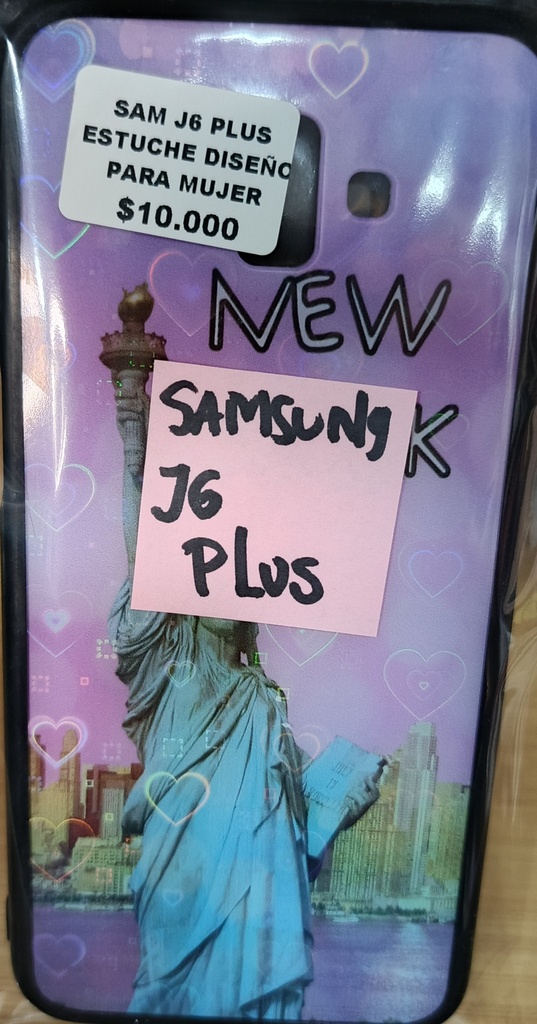 SAM J6 PLUS
ESTUCHE DISEÑO
PARA MUJER
$10.000
NEW
K
SAMSUNG
J6
PLUS